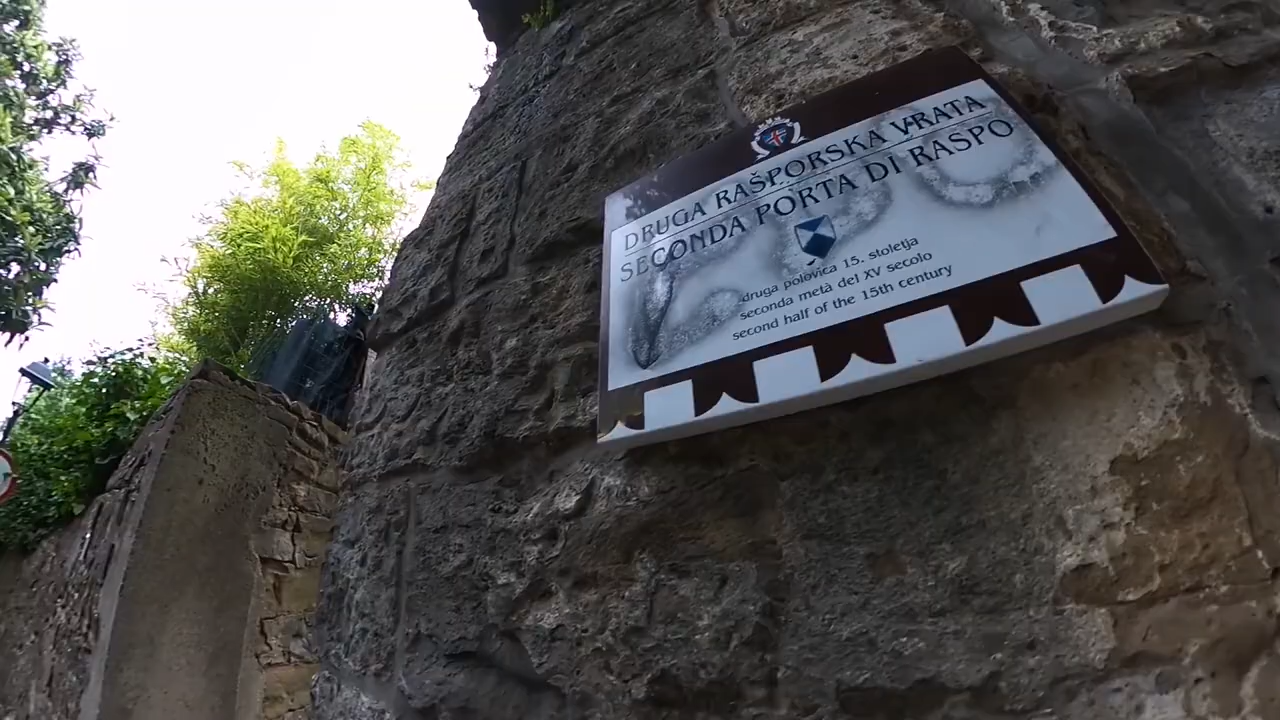 DRUGA RAŠPORSKA VRATA
SECONDA PORTA DI RASPO
druga polovica 15. stoletja
seconda metà del XV secolo
second half of the 15th century